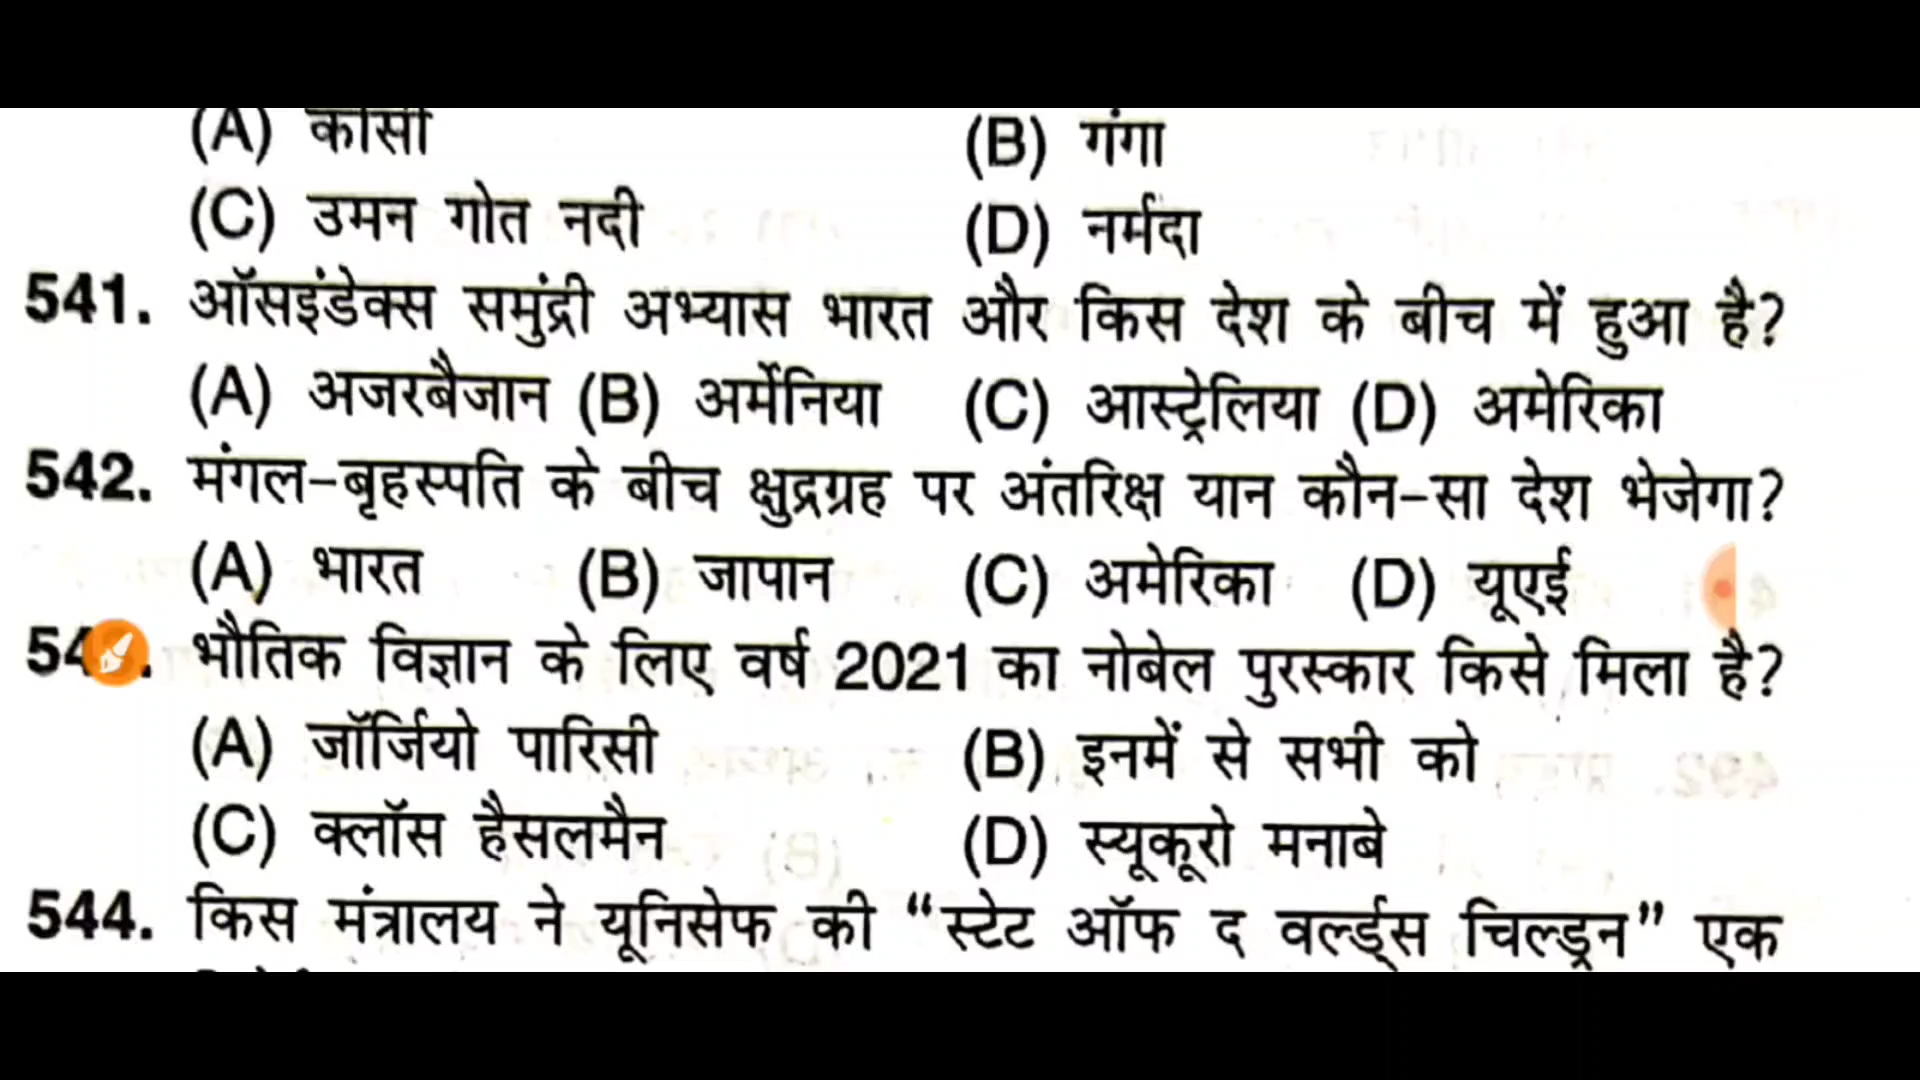 (A) कोसी
(B) गंगा
(C) उमन गोत नदी
(D) नर्मदा
541. ऑसइंडेक्स समुंद्री अभ्यास भारत और किस देश के बीच में हुआ है?
(A) अजरबैजान (B) अर्मेनिया (C) आस्ट्रेलिया (D) अमेरिका
542. मंगल-बृहस्पति के बीच क्षुद्रग्रह पर अंतरिक्ष यान कौन-सा देश भेजेगा?
(A) भारत (B) जापान (C) अमेरिका (D) यूएई
भौतिक विज्ञान के लिए वर्ष 2021 का नोबेल पुरस्कार किसे मिला है?
(A) जॉर्जियो पारिसी
(B) इनमें से सभी को
(C) क्लॉस हैसलमैन
(D) स्यूकूरो मनाबे
544. किस मंत्रालय ने यूनिसेफ की “स्टेट ऑफ द वर्ल्ड्स चिल्ड्रन” एक